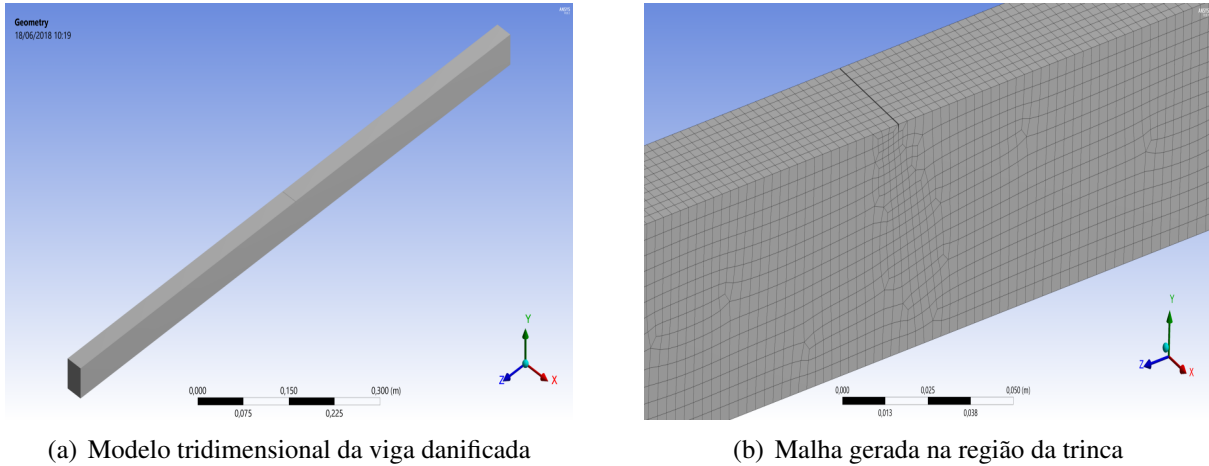 Geometry
18/06/2018 10:19
ANSYS
Y
Z
X
0,000
0,150
0,300 (m)
0,075
0,225
Y
Z
X
0,000
0,025
0,050 (m)
0,013
0,038
(a) Modelo tridimensional da viga danificada
(b) Malha gerada na região da trinca